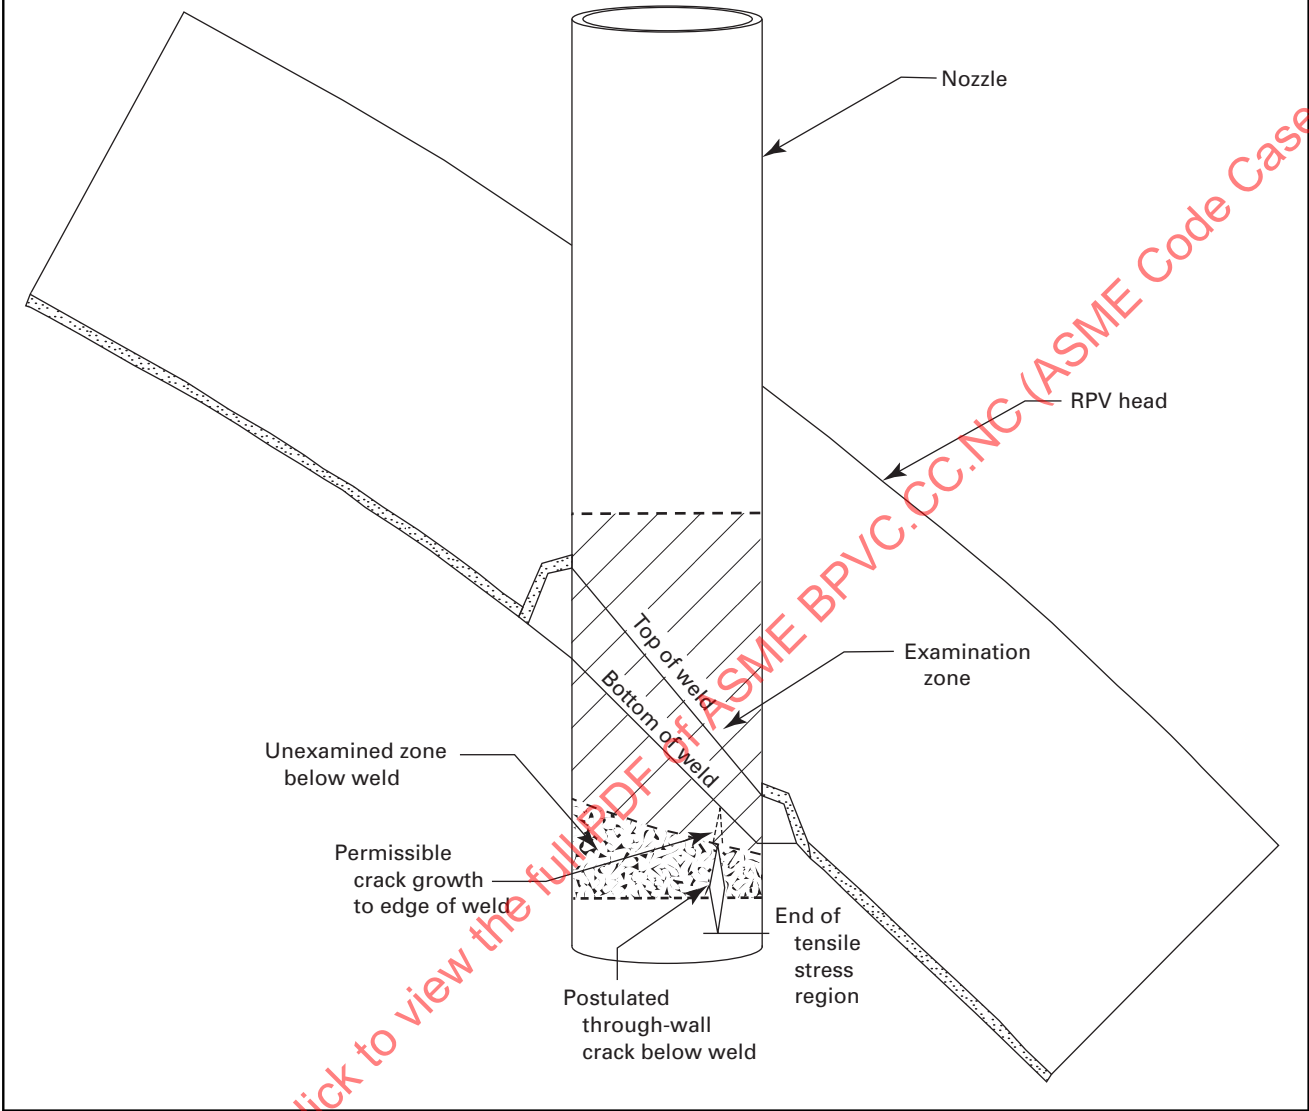 Nozzle
RPV head
Top of weld
Examination
zone
Bottom of weld
Unexamined zone
below weld
Permissible
crack growth
to edge of weld
End of
tensile
stress
region
Postulated
through-wall
crack below weld
lick to view the full PDF of ASME BPVC.CC.NC (ASME Code Case